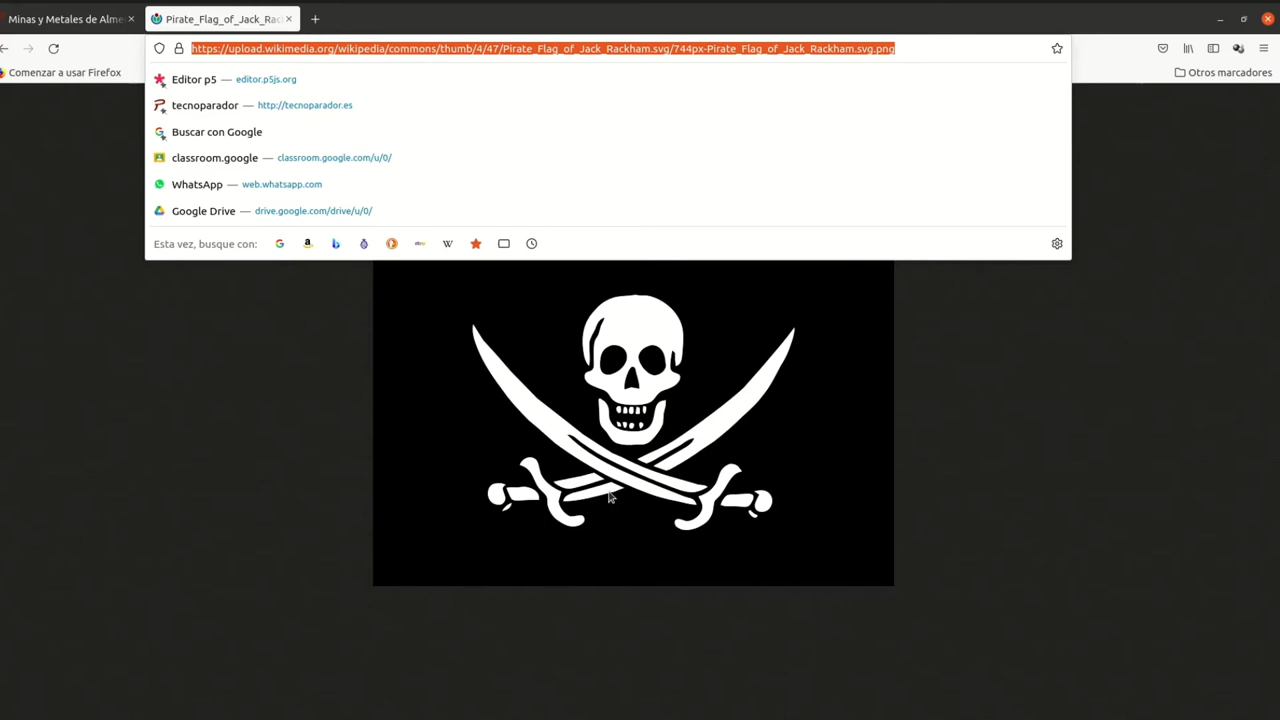 Minas y Metales de Alme
Pirate_Flag_of_Jack_Rac
https://upload.wikimedia.org/wikipedia/commons/thumb/4/47/Pirate_Flag_of_Jack_Rackham.svg/744px-Pirate_Flag_of_Jack_Rackham.svg.png
Comenzar a usar Firefox
Otros marcadores
Editor p5 — editor.p5js.org
tecnoparador — http://tecnoparador.es
Buscar con Google
classroom.google — classroom.google.com/u/0/
WhatsApp — web.whatsapp.com
Google Drive — drive.google.com/drive/u/0/
Esta vez, busque con: